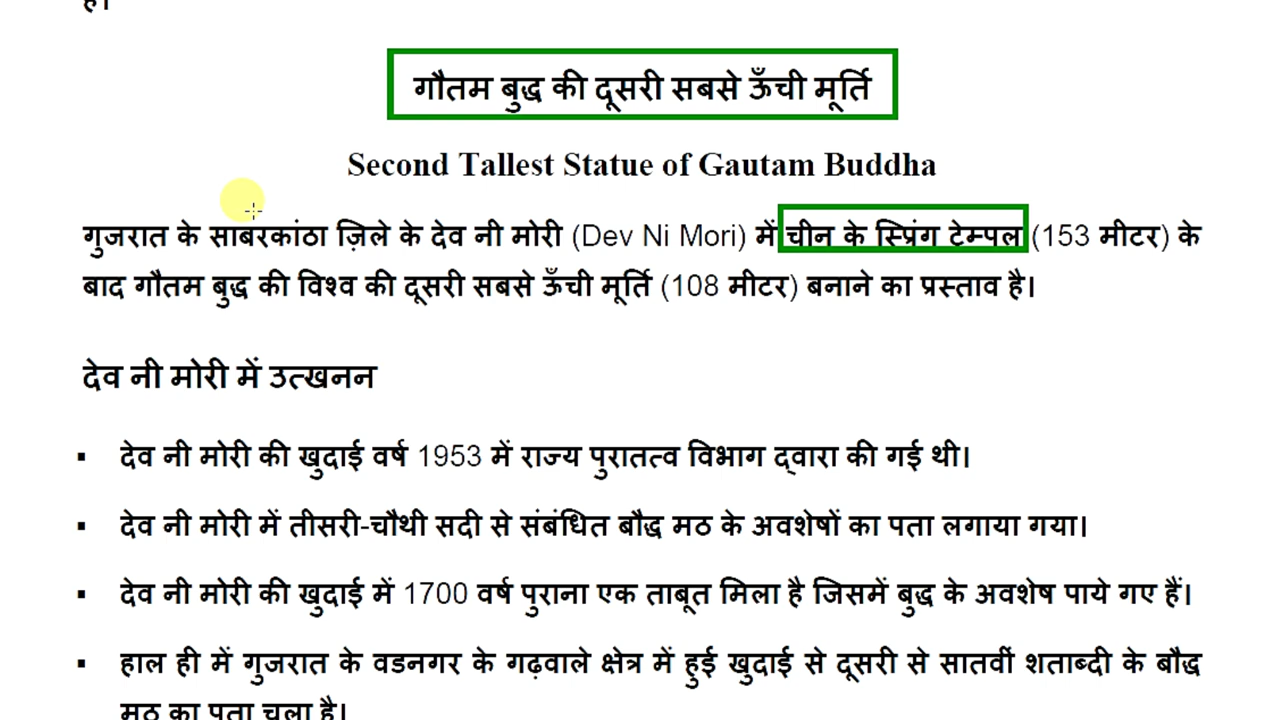 है।
गौतम बुद्ध की दूसरी सबसे ऊँची मूर्ति
Second Tallest Statue of Gautam Buddha
गुजरात के साबरकांठा ज़िले के देव नी मोरी (Dev Ni Mori) में चीन के स्प्रिंग टेम्पल (153 मीटर) के
बाद गौतम बुद्ध की विश्व की दूसरी सबसे ऊँची मूर्ति (108 मीटर) बनाने का प्रस्ताव है।
देव नी मोरी में उत्खनन
▪ देव नी मोरी की खुदाई वर्ष 1953 में राज्य पुरातत्व विभाग द्वारा की गई थी।
▪ देव नी मोरी में तीसरी-चौथी सदी से संबंधित बौद्ध मठ के अवशेषों का पता लगाया गया।
▪ देव नी मोरी की खुदाई में 1700 वर्ष पुराना एक ताबूत मिला है जिसमें बुद्ध के अवशेष पाये गए हैं।
▪ हाल ही में गुजरात के वडनगर के गढ़वाले क्षेत्र में हुई खुदाई से दूसरी से सातवीं शताब्दी के बौद्ध
मठ का पता चला है।